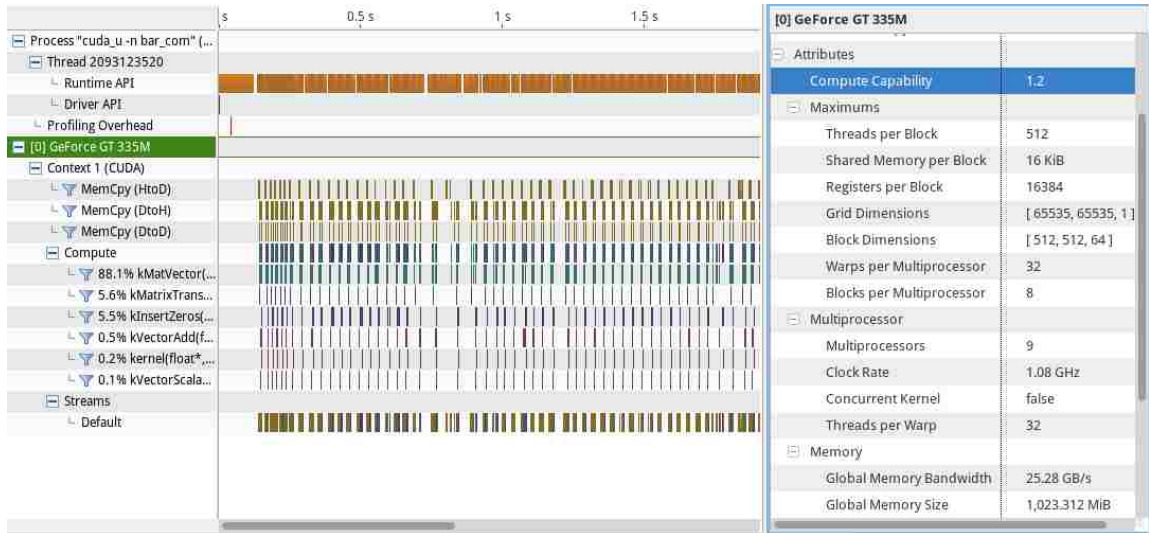 s 0.5 s 1 s 1.5 s
Process "cuda_u -n bar_com" (...
Thread 2093123520
Runtime API
Driver API
Profiling Overhead
[0] GeForce GT 335M
Context 1 (CUDA)
MemCpy (HtoD)
MemCpy (DtoH)
MemCpy (DtoD)
Compute
88.1% kMatVector(...
5.6% kMatrixTrans...
5.5% kInsertZeros(...
0.5% kVectorAdd(f...
0.2% kernel(float*,...
0.1% kVectorScala...
Streams
Default
[0] GeForce GT 335M
Attributes
Compute Capability 1.2
Maximums
Threads per Block 512
Shared Memory per Block 16 KiB
Registers per Block 16384
Grid Dimensions [ 65535, 65535, 1 ]
Block Dimensions [ 512, 512, 64 ]
Warps per Multiprocessor 32
Blocks per Multiprocessor 8
Multiprocessor
Multiprocessors 9
Clock Rate 1.08 GHz
Concurrent Kernel false
Threads per Warp 32
Memory
Global Memory Bandwidth 25.28 GB/s
Global Memory Size 1,023.312 MiB